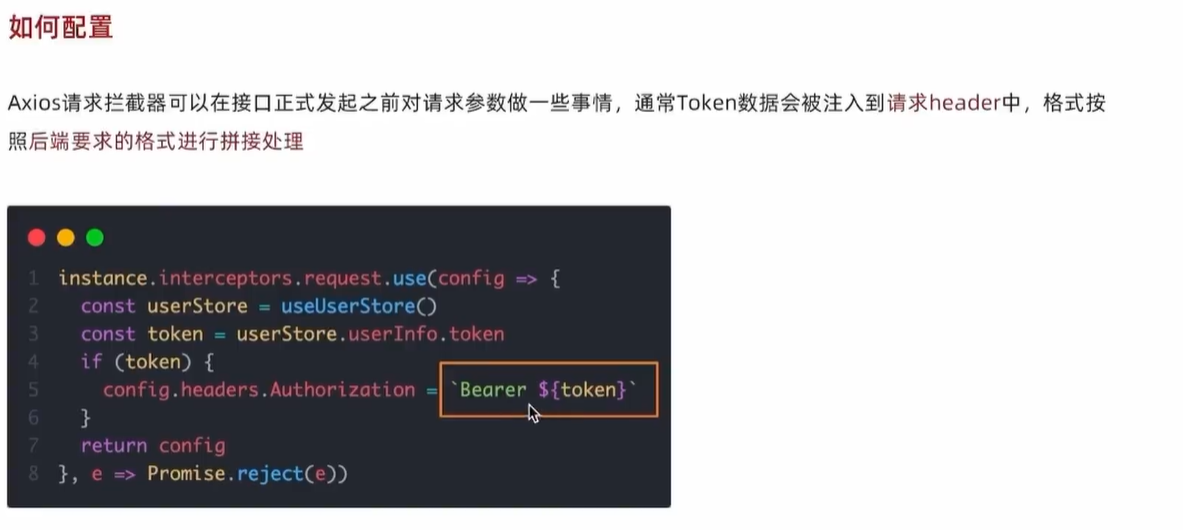 如何配置
Axios请求拦截器可以在接口正式发起之前对请求参数做一些事情，通常Token数据会被注入到请求header中，格式按
照后端要求的格式进行拼接处理
1 instance.interceptors.request.use(config => {
2   const userStore = useUserStore()
3   const token = userStore.userInfo.token
4   if (token) {
5     config.headers.Authorization = `Bearer ${token}`
6   }
7   return config
8 }, e => Promise.reject(e))